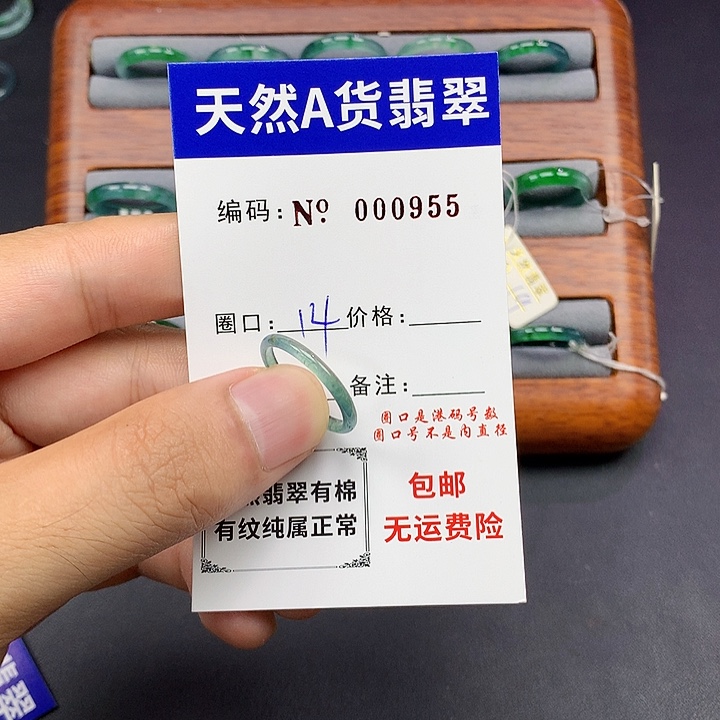 天然A货翡翠
编码: Nº 000955
圈口: 14 价格:
备注:
圈口是港码号数
圈口号不是内直径
翡翠有棉
有纹纯属正常
包邮
无运费险